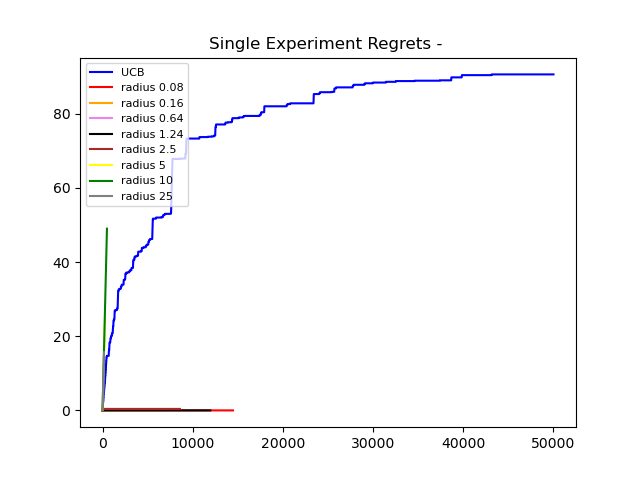 Single Experiment Regrets -
UCB
radius 0.08
radius 0.16
radius 0.64
radius 1.24
radius 2.5
radius 5
radius 10
radius 25
80
60
40
20
0
0 10000 20000 30000 40000 50000